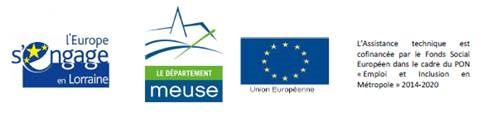 l'Europe
s'engage
en Lorraine
LE DÉPARTEMENT
meuse
Union Européenne
L'Assistance technique est
cofinancée par le Fonds Social
Européen dans le cadre du PON
« Emploi et Inclusion en
Métropole » 2014-2020